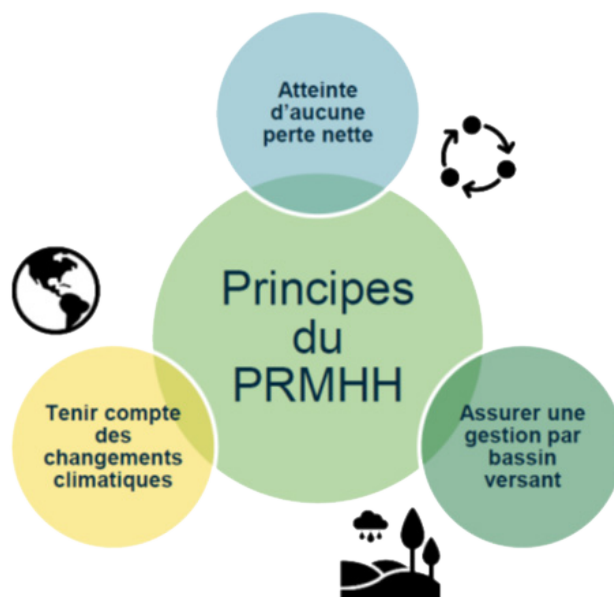 Atteinte
d'aucune
perte nette
Principes
du
PRMHH
Tenir compte
des
changements
climatiques
Assurer une
gestion par
bassin
versant